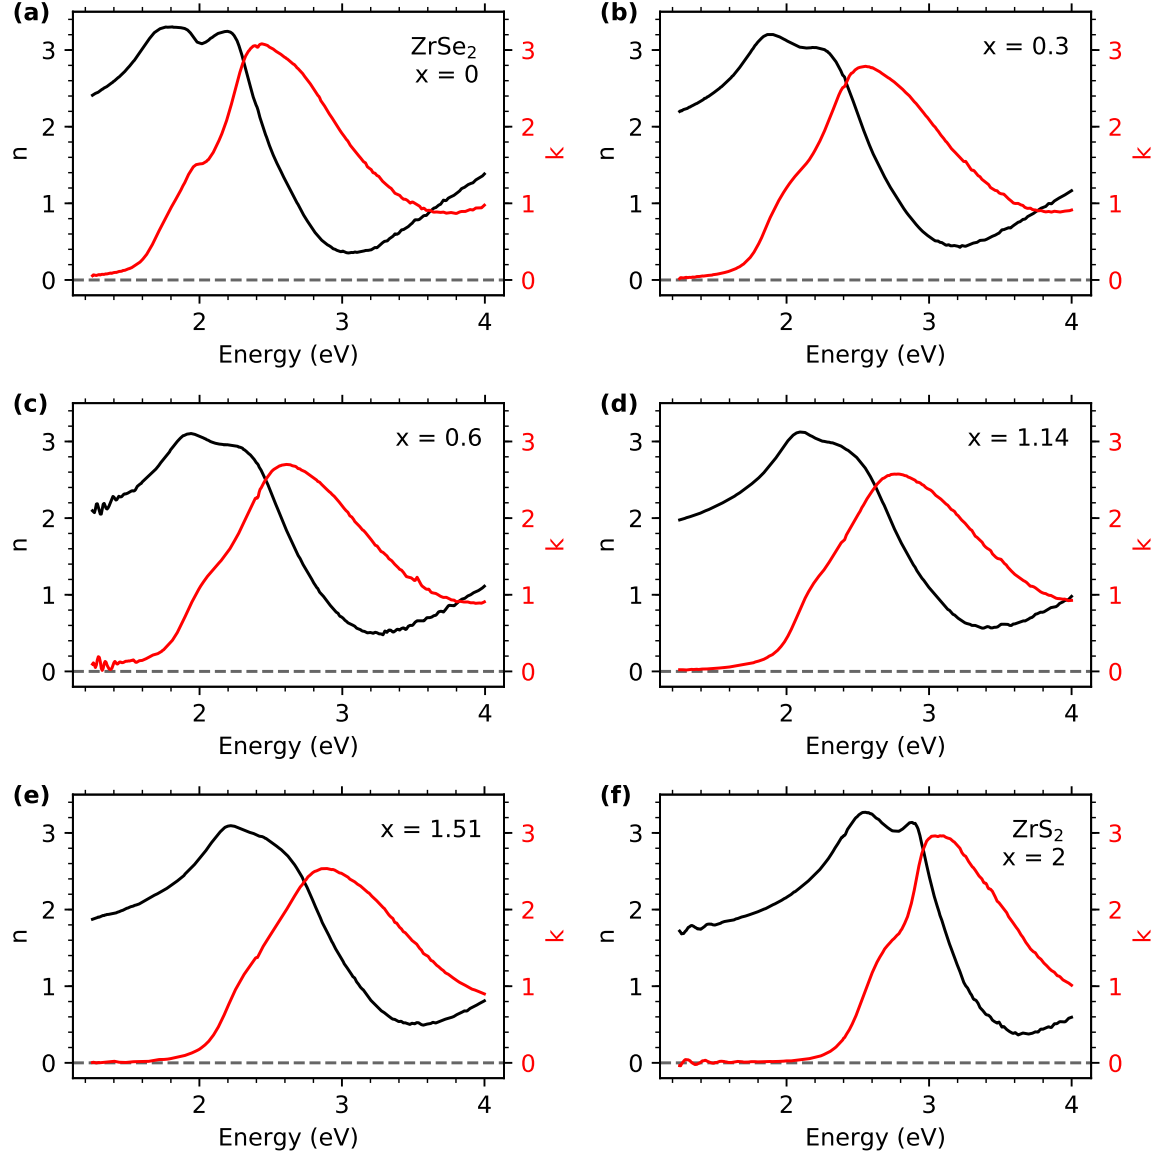 (a)
ZrSe₂
x = 0
3
2
1
0
n
3
2
1
0
k
2 3 4
Energy (eV)
(b)
x = 0.3
3
2
1
0
n
3
2
1
0
k
2 3 4
Energy (eV)
(c)
x = 0.6
3
2
1
0
n
3
2
1
0
k
2 3 4
Energy (eV)
(d)
x = 1.14
3
2
1
0
n
3
2
1
0
k
2 3 4
Energy (eV)
(e)
x = 1.51
3
2
1
0
n
3
2
1
0
k
2 3 4
Energy (eV)
(f)
ZrS₂
x = 2
3
2
1
0
n
3
2
1
0
k
2 3 4
Energy (eV)